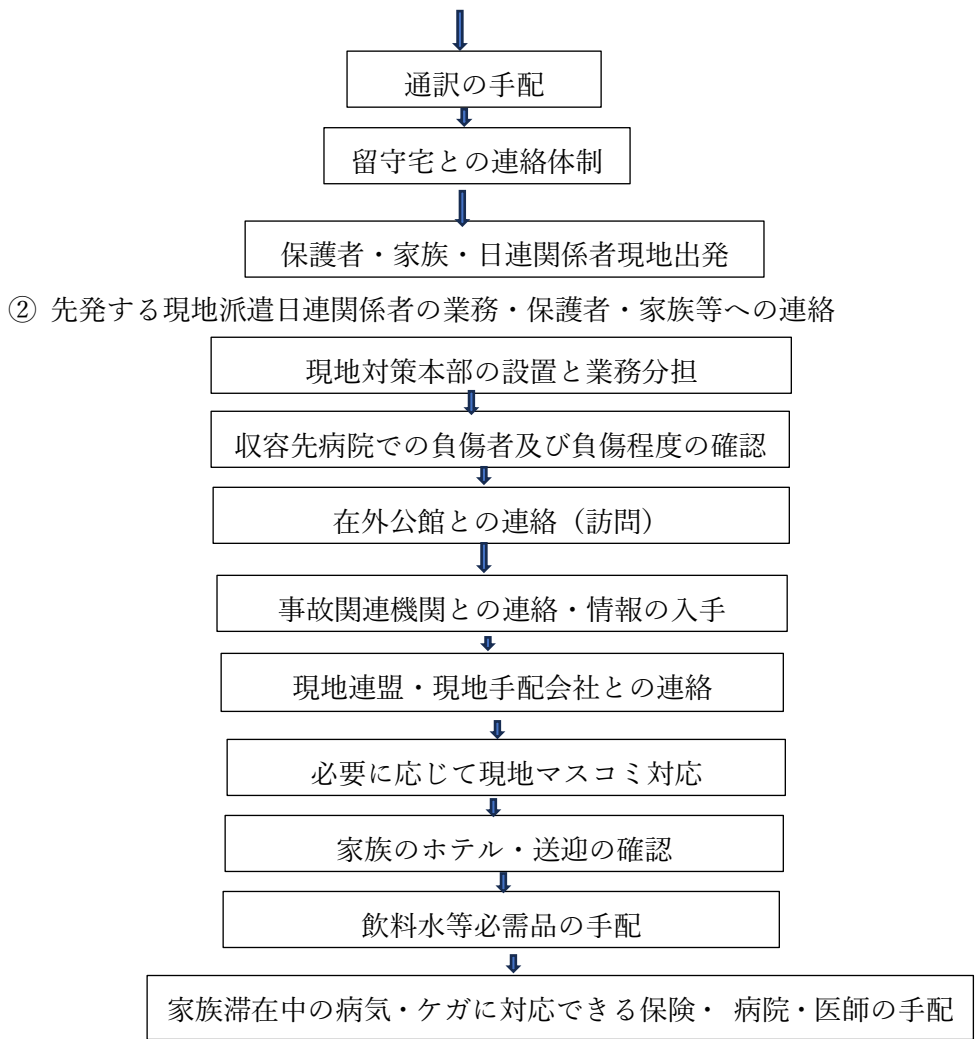 通訳の手配
留守宅との連絡体制
保護者・家族・日連関係者現地出発
② 先発する現地派遣日連関係者の業務・保護者・家族等への連絡
現地対策本部の設置と業務分担
収容先病院での負傷者及び負傷程度の確認
在外公館との連絡（訪問）
事故関連機関との連絡・情報の入手
現地連盟・現地手配会社との連絡
必要に応じて現地マスコミ対応
家族のホテル・送迎の確認
飲料水等必需品の手配
家族滞在中の病気・ケガに対応できる保険・ 病院・医師の手配